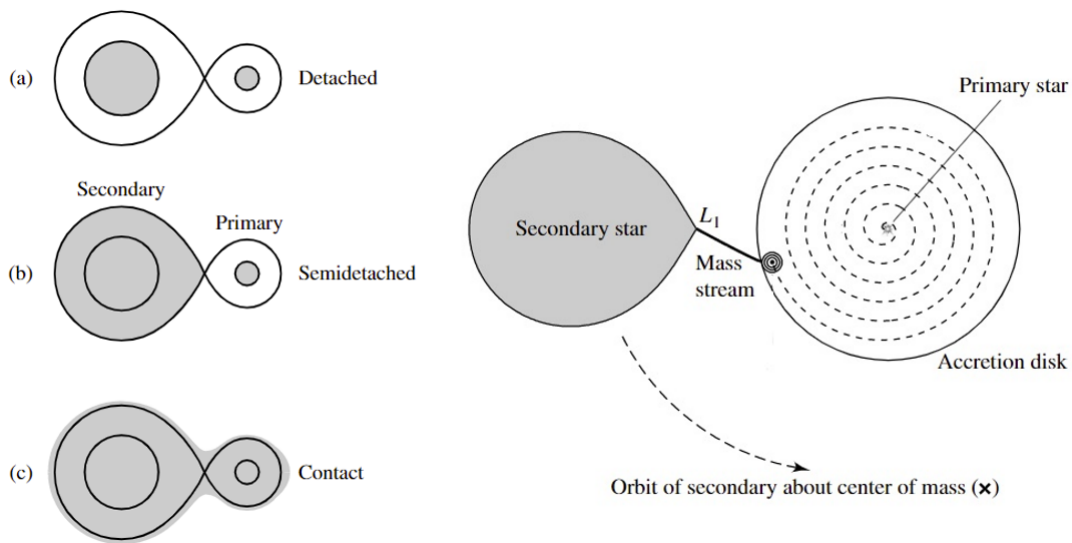 (a)
Detached
Secondary
Primary
(b)
Semidetached
(c)
Contact
Primary star
Secondary star
L1
Mass
stream
Accretion disk
Orbit of secondary about center of mass (×)